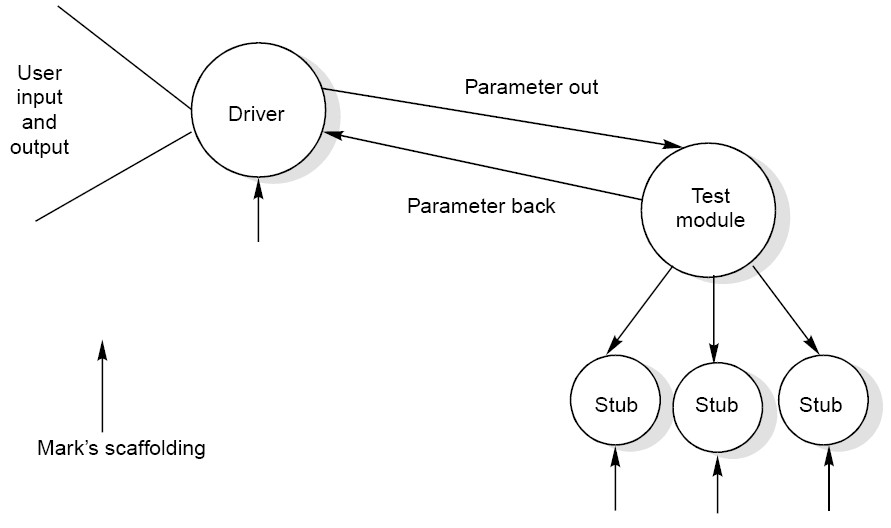 User
input
and
output
Driver
Parameter out
Parameter back
Test
module
Stub
Stub
Stub
Mark's scaffolding